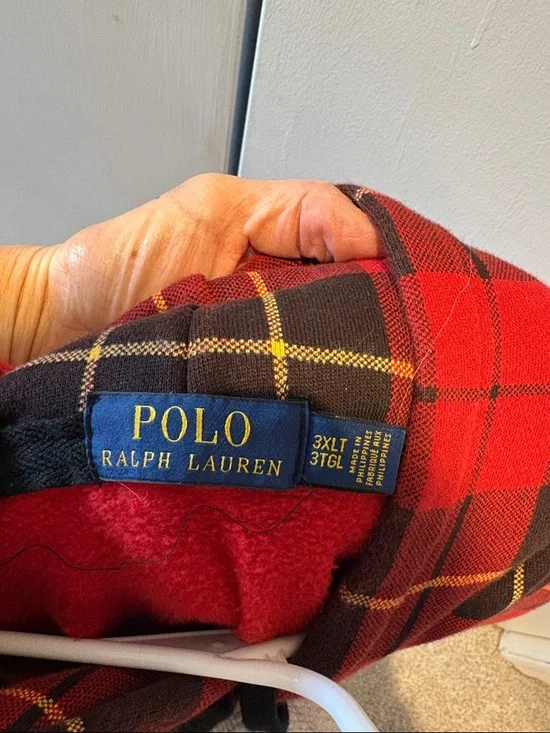 POLO
RALPH LAUREN
3XLT
3TGL
MADE IN
PHILIPPINES
FABRIQUÉ AUX
PHILIPPINES